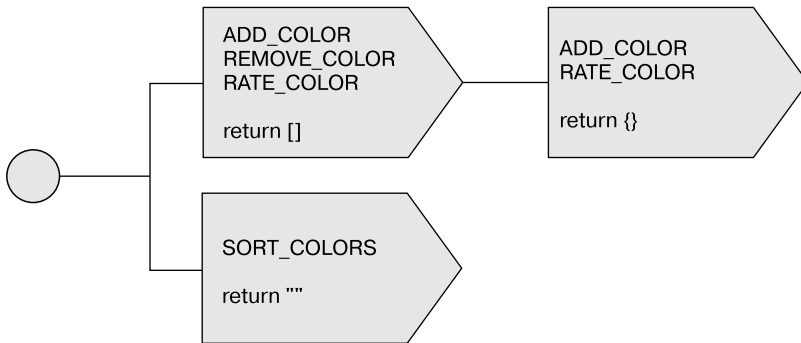 ADD_COLOR
REMOVE_COLOR
RATE_COLOR
return []
ADD_COLOR
RATE_COLOR
return {}
SORT_COLORS
return ""